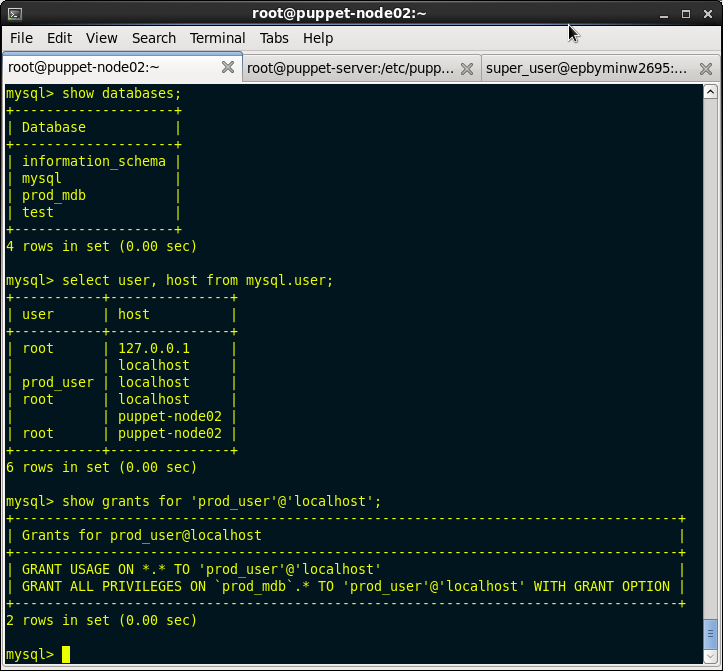 root@puppet-node02:~
File Edit View Search Terminal Tabs Help
root@puppet-node02:~ root@puppet-server:/etc/pupp... super_user@epbyminw2695:...
mysql> show databases;
+--------------------+
| Database           |
+--------------------+
| information_schema |
| mysql              |
| prod_mdb           |
| test               |
+--------------------+
4 rows in set (0.00 sec)
mysql> select user, host from mysql.user;
+-----------+---------------+
| user      | host          |
+-----------+---------------+
| root      | 127.0.0.1     |
|           | localhost     |
| prod_user | localhost     |
| root      | localhost     |
|           | puppet-node02 |
| root      | puppet-node02 |
+-----------+---------------+
6 rows in set (0.00 sec)
mysql> show grants for 'prod_user'@'localhost';
+-----------------------------------------------------------------------------------+
| Grants for prod_user@localhost                                                    |
+-----------------------------------------------------------------------------------+
| GRANT USAGE ON *.* TO 'prod_user'@'localhost'                                     |
| GRANT ALL PRIVILEGES ON `prod_mdb`.* TO 'prod_user'@'localhost' WITH GRANT OPTION |
+-----------------------------------------------------------------------------------+
2 rows in set (0.00 sec)
mysql>